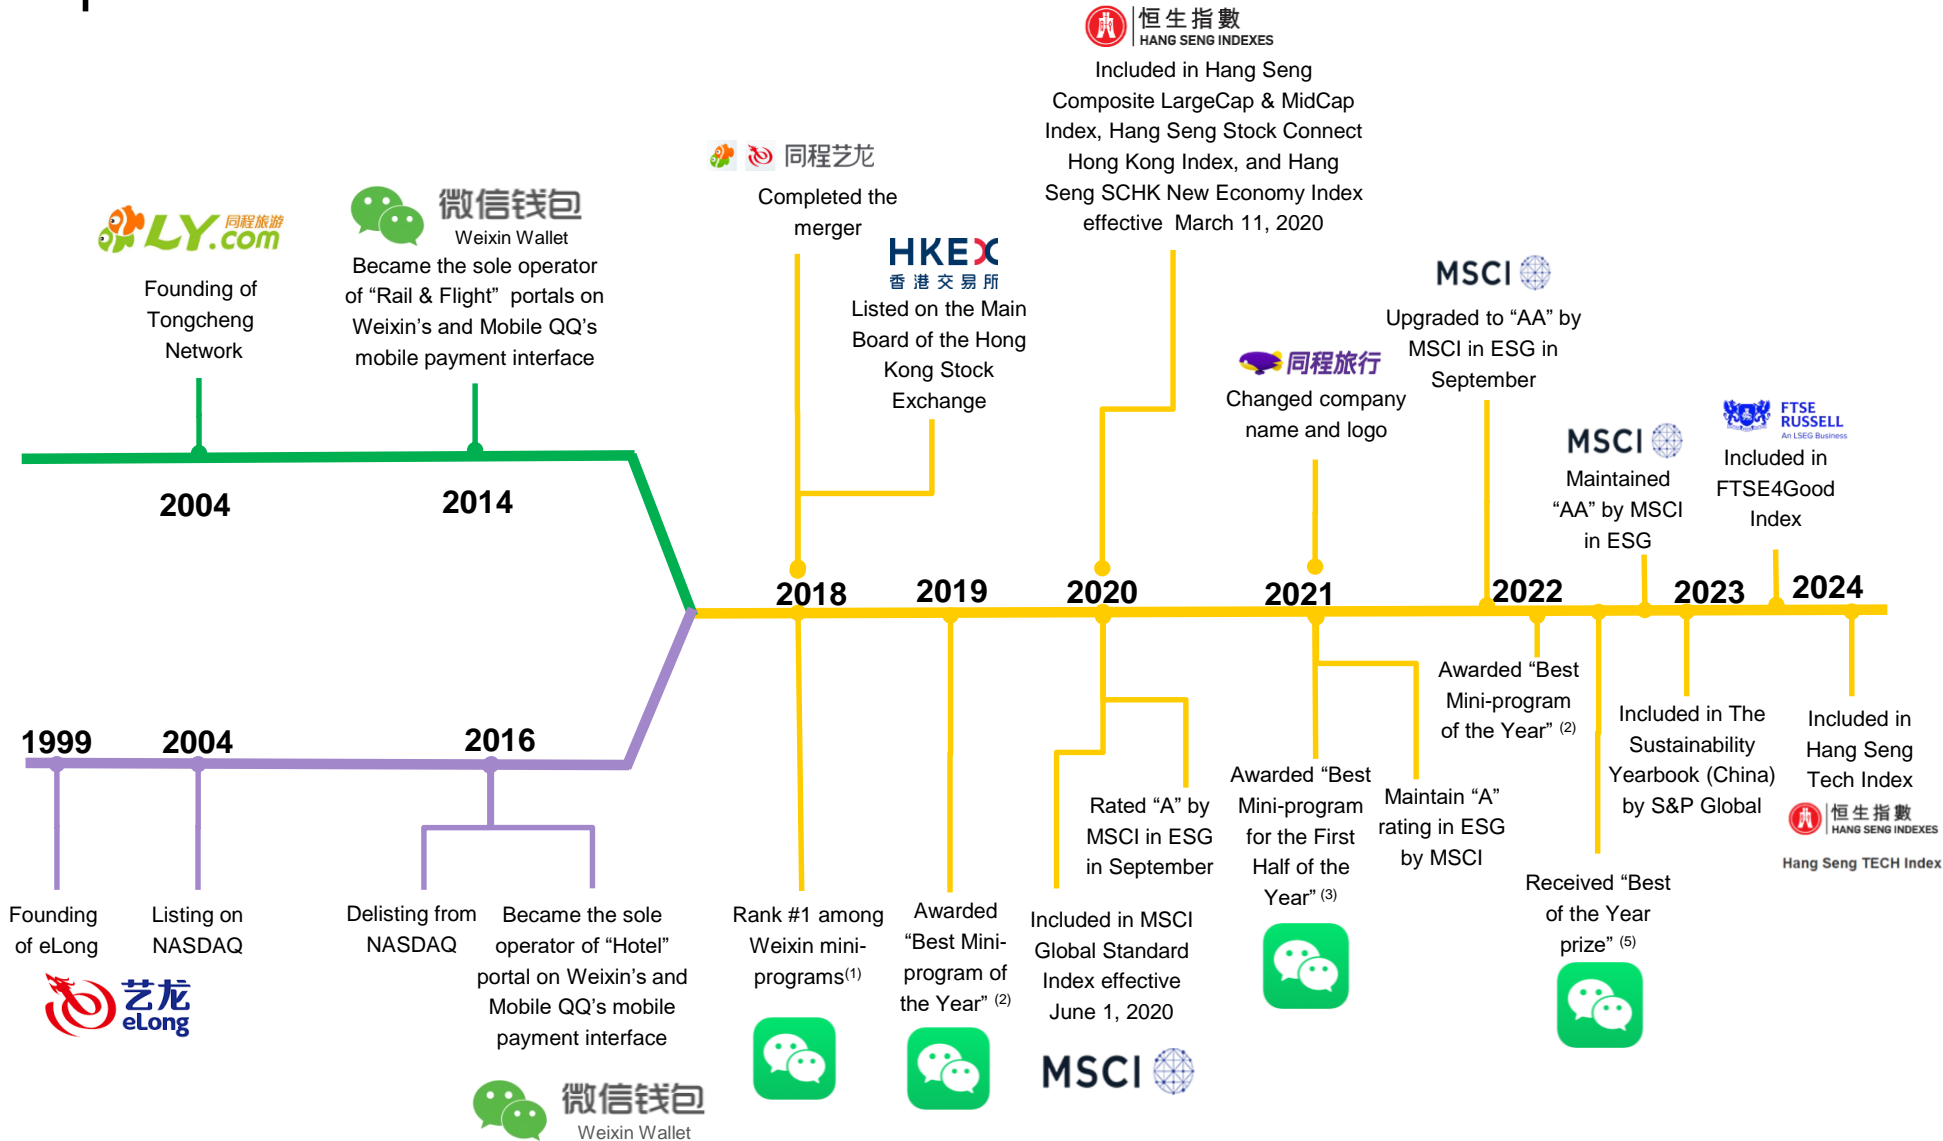 恒生指數
HANG SENG INDEXES
Included in Hang Seng
Composite LargeCap & MidCap
Index, Hang Seng Stock Connect
Hong Kong Index, and Hang
Seng SCHK New Economy Index
effective March 11, 2020
同程艺龙
Completed the
merger
HKEX
香港交易所
Listed on the Main
Board of the Hong
Kong Stock
Exchange
LY.com
同程旅游
Founding of
Tongcheng
Network
微信钱包
Weixin Wallet
Became the sole operator
of “Rail & Flight” portals on
Weixin’s and Mobile QQ’s
mobile payment interface
同程旅行
Changed company
name and logo
MSCI
Upgraded to “AA” by
MSCI in ESG in
September
MSCI
Maintained
“AA” by MSCI
in ESG
FTSE
RUSSELL
An LSEG Business
Included in
FTSE4Good
Index
2004
2014
2018
2019
2020
2021
2022
2023
2024
1999
2004
2016
Founding
of eLong
艺龙
eLong
Listing on
NASDAQ
Delisting from
NASDAQ
Became the sole
operator of “Hotel”
portal on Weixin’s and
Mobile QQ’s mobile
payment interface
微信钱包
Weixin Wallet
Rank #1 among
Weixin mini-
programs(1)
Awarded
“Best Mini-
program of
the Year” (2)
Included in MSCI
Global Standard
Index effective
June 1, 2020
MSCI
Rated “A” by
MSCI in ESG
in September
Awarded “Best
Mini-program
for the First
Half of the
Year” (3)
Maintain “A”
rating in ESG
by MSCI
Awarded “Best
Mini-program
of the Year” (2)
Received “Best
of the Year
prize” (5)
Included in The
Sustainability
Yearbook (China)
by S&P Global
Included in
Hang Seng
Tech Index
恒生指數
HANG SENG INDEXES
Hang Seng TECH Index